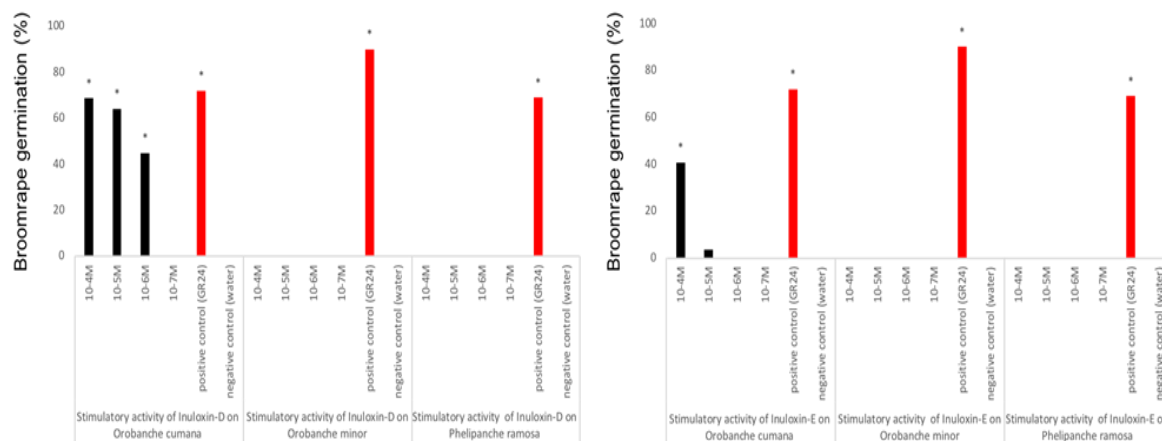 Broomrape germination (%)
100
80
60
40
20
0
*
*
*
*
*
*
10-4M
10-5M
10-6M
10-7M
positive control (GR24)
negative control (water)
10-4M
10-5M
10-6M
10-7M
positive control (GR24)
negative control (water)
10-4M
10-5M
10-6M
10-7M
positive control (GR24)
negative control (water)
Stimulatory activity of Inuloxin-D on
Orobanche cumana
Stimulatory activity of Inuloxin-D on
Orobanche minor
Stimulatory activity of Inuloxin-D on
Phelipanche ramosa
Broomrape germination (%)
100
80
60
40
20
0
*
*
*
*
10-4M
10-5M
10-6M
10-7M
positive control (GR24)
negative control (water)
10-4M
10-5M
10-6M
10-7M
positive control (GR24)
negative control (water)
10-4M
10-5M
10-6M
10-7M
positive control (GR24)
negative control (water)
Stimulatory activity of Inuloxin-E on
Orobanche cumana
Stimulatory activity of Inuloxin-E on
Orobanche minor
Stimulatory activity of Inuloxin-E on
Phelipanche ramosa